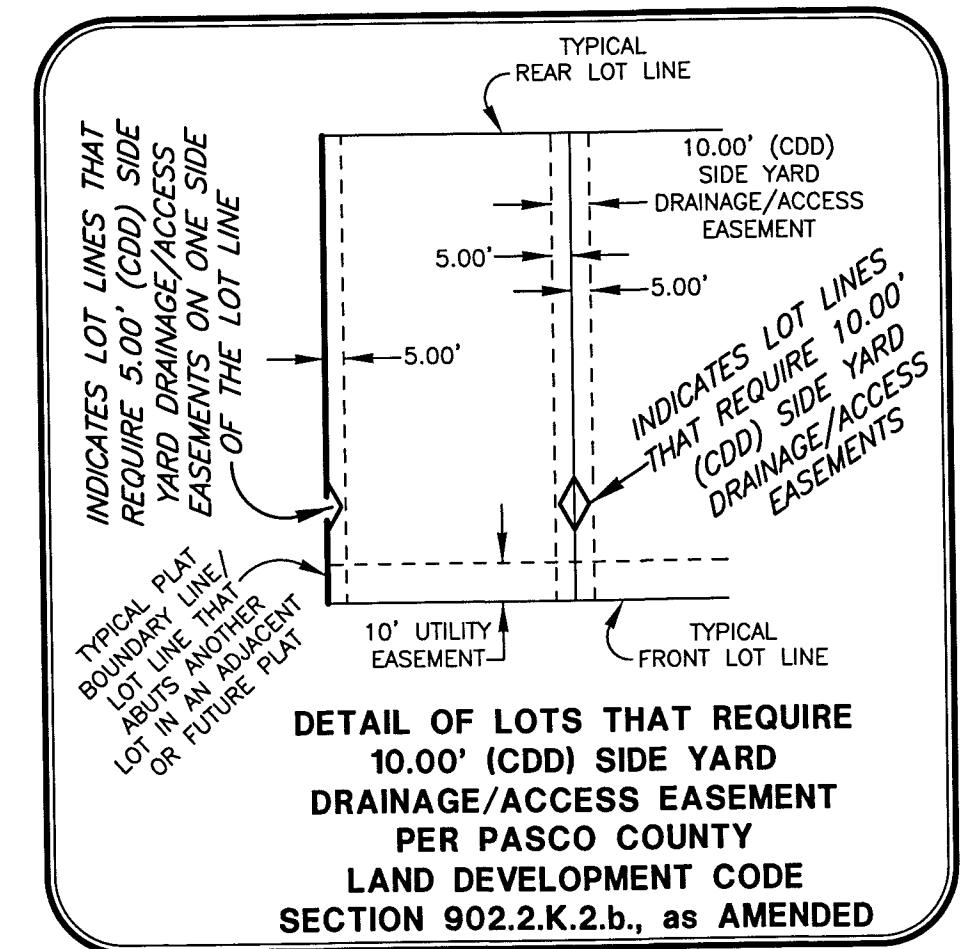 TYPICAL
REAR LOT LINE
INDICATES LOT LINES THAT
REQUIRE 5.00' (CDD) SIDE
YARD DRAINAGE/ACCESS
EASEMENTS ON ONE SIDE
OF THE LOT LINE
10.00' (CDD)
SIDE YARD
DRAINAGE/ACCESS
EASEMENT
5.00'
5.00'
5.00'
INDICATES LOT LINES
THAT REQUIRE 10.00'
(CDD) SIDE YARD
DRAINAGE/ACCESS
EASEMENTS
TYPICAL PLAT
BOUNDARY LINE/
LOT LINE THAT
ABUTS ANOTHER
LOT IN AN ADJACENT
OR FUTURE PLAT
10' UTILITY
EASEMENT
TYPICAL
FRONT LOT LINE
DETAIL OF LOTS THAT REQUIRE
10.00' (CDD) SIDE YARD
DRAINAGE/ACCESS EASEMENT
PER PASCO COUNTY
LAND DEVELOPMENT CODE
SECTION 902.2.K.2.b., as AMENDED